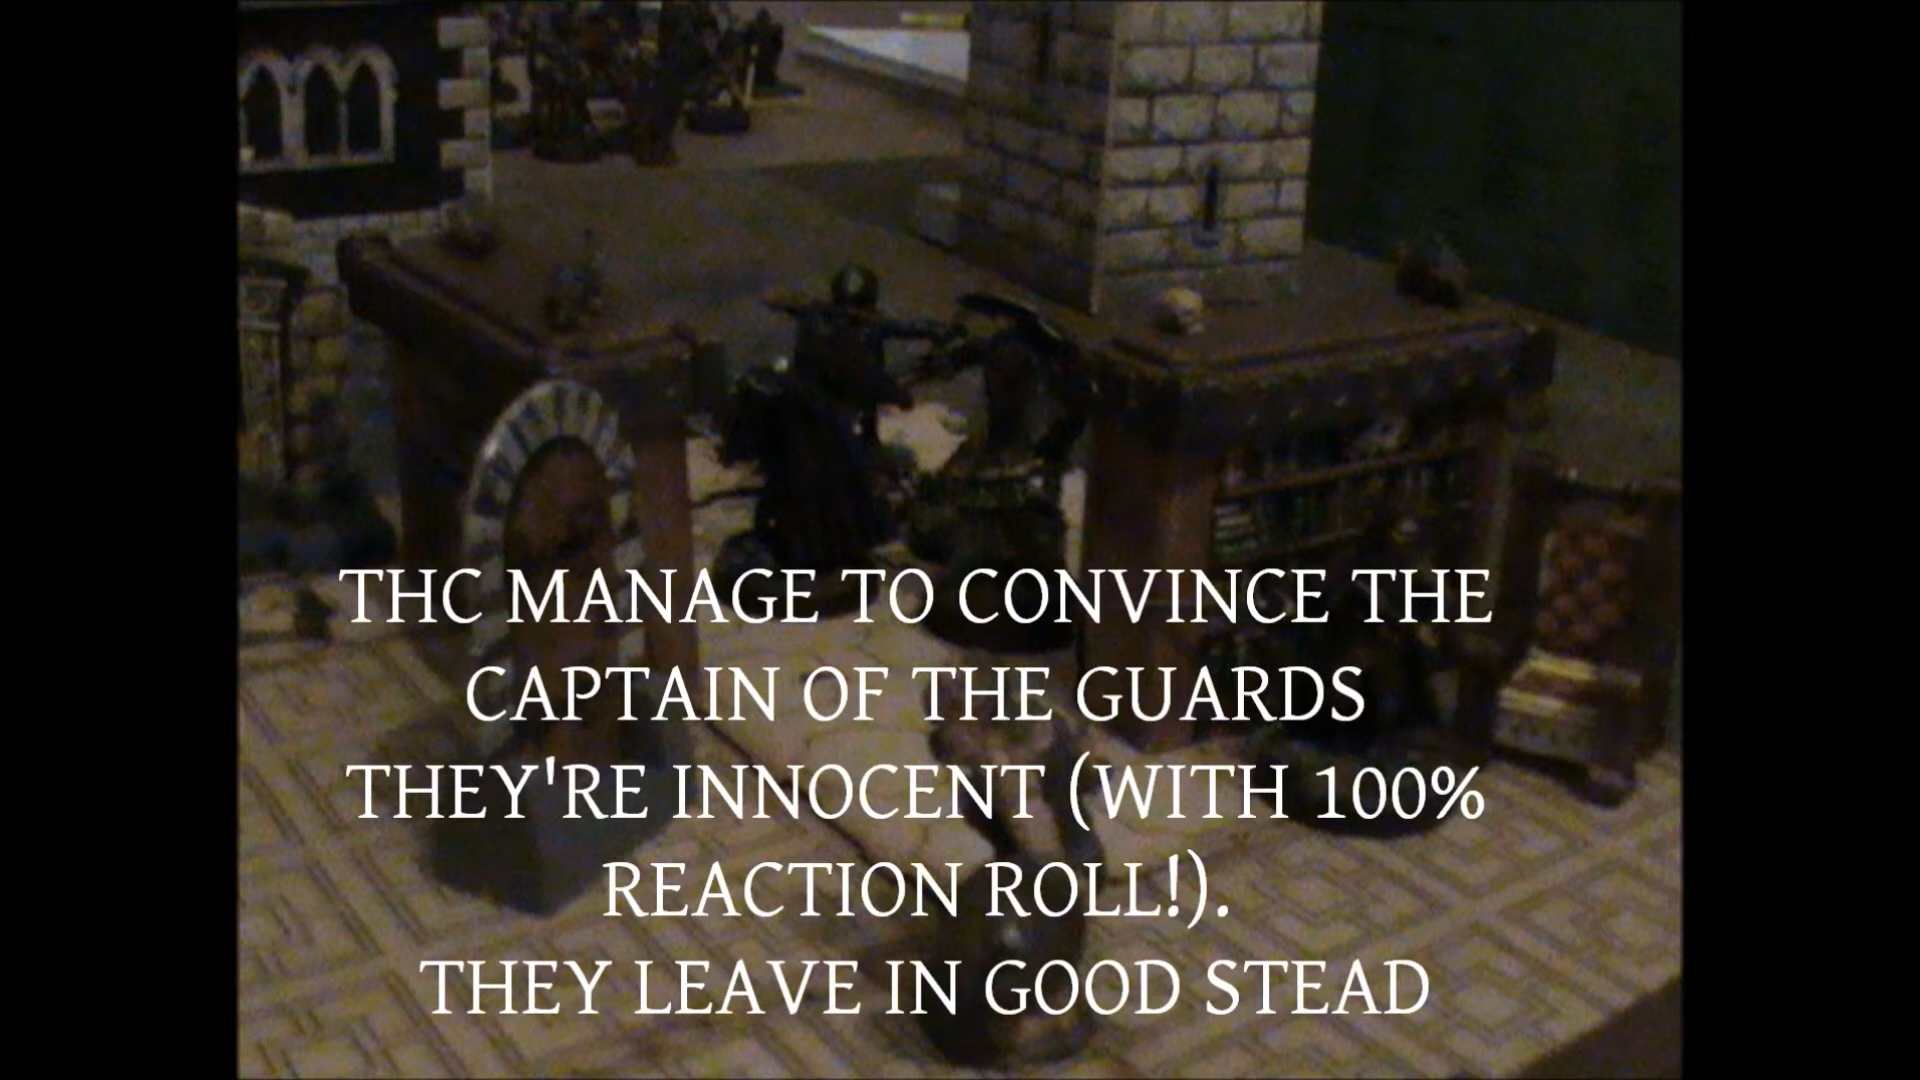 THC MANAGE TO CONVINCE THE
CAPTAIN OF THE GUARDS
THEY'RE INNOCENT (WITH 100%
REACTION ROLL!).
THEY LEAVE IN GOOD STEAD